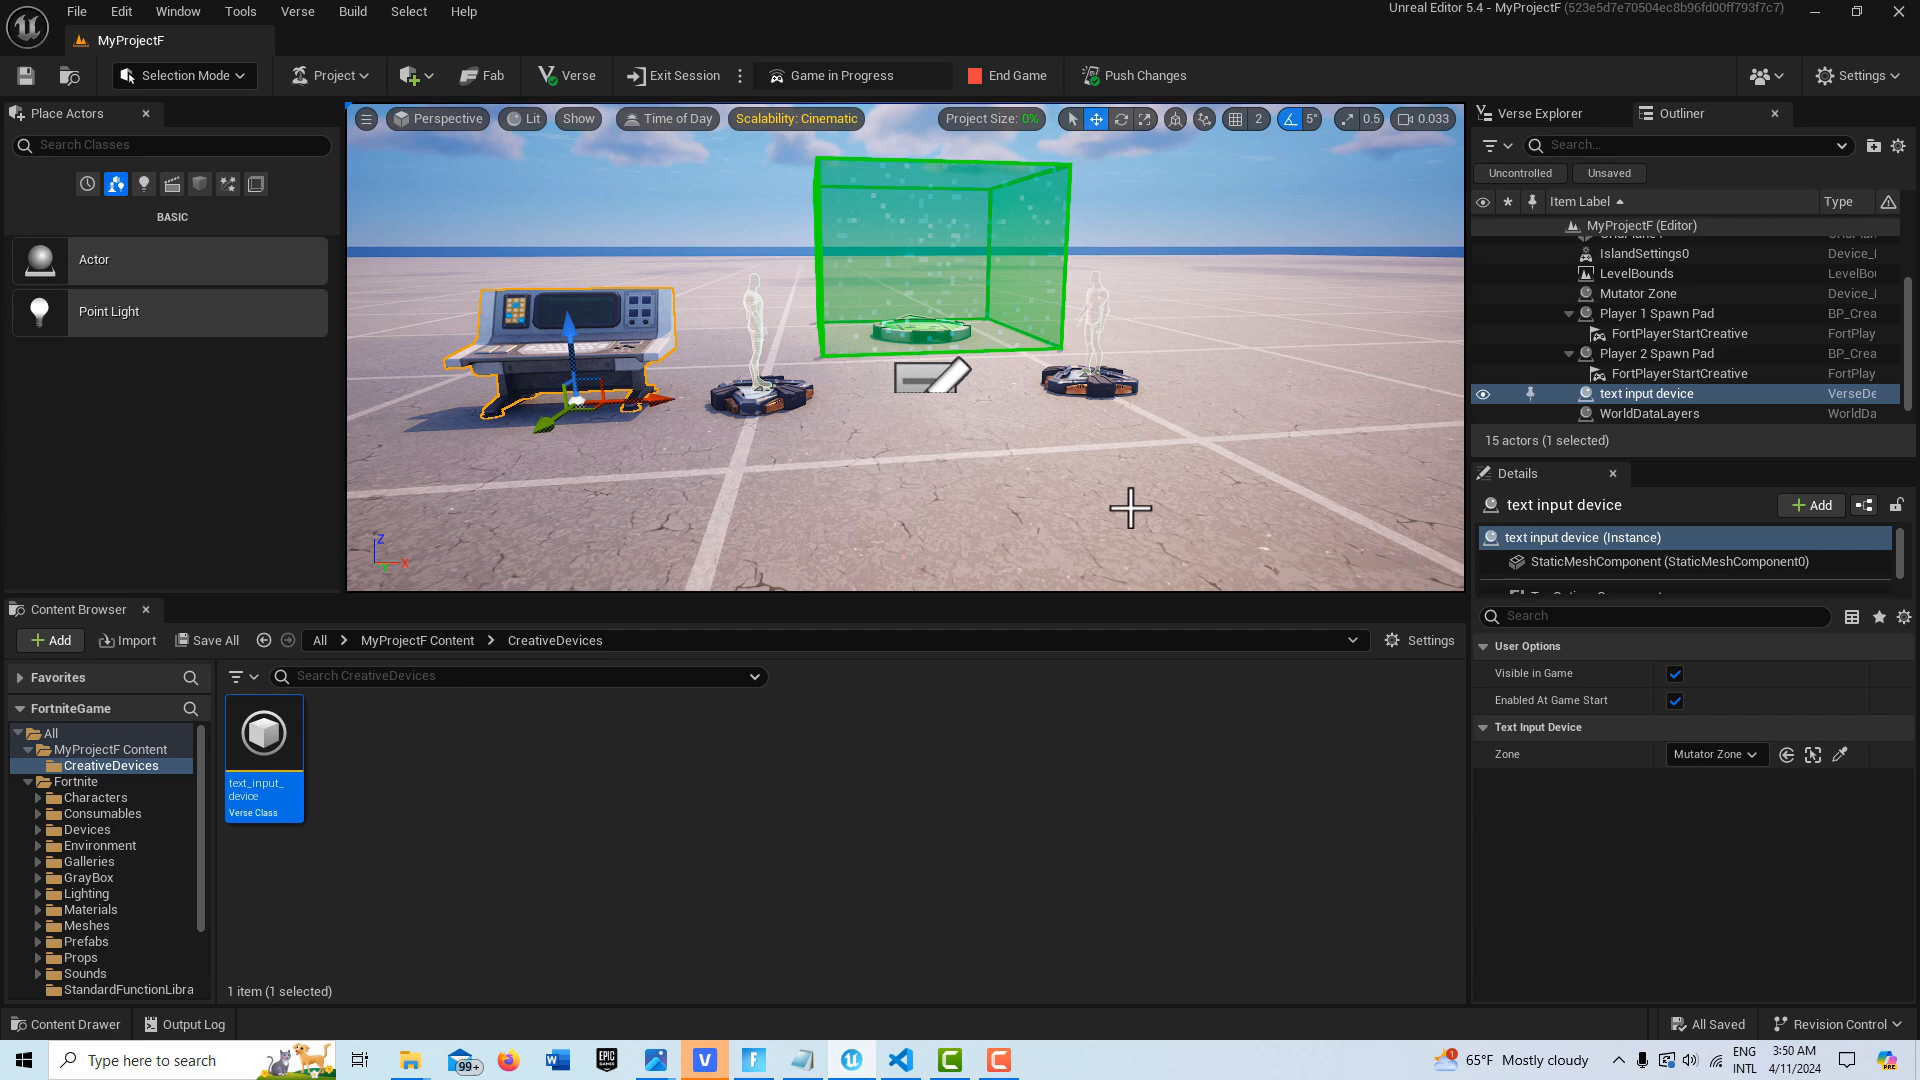 File Edit Window Tools Verse Build Select Help
Unreal Editor 5.4 - MyProjectF (523e5d7e70504ec8b96fd00ff793f7c7)
MyProjectF
Selection Mode
Project
Fab
Verse
Exit Session
Game in Progress
End Game
Push Changes
Settings
Place Actors
Search Classes
BASIC
Actor
Point Light
Perspective
Lit
Show
Time of Day
Scalability: Cinematic
Project Size: 0%
2
5°
0.5
0.033
Z
X
Y
Verse Explorer
Outliner
Search...
Uncontrolled
Unsaved
Item Label
Type
MyProjectF (Editor)
IslandSettings0 Device_I
LevelBounds LevelBou
Mutator Zone Device_I
Player 1 Spawn Pad BP_Crea
FortPlayerStartCreative FortPlay
Player 2 Spawn Pad BP_Crea
FortPlayerStartCreative FortPlay
text input device VerseDe
WorldDataLayers WorldDa
15 actors (1 selected)
Details
text input device
Add
text input device (Instance)
StaticMeshComponent (StaticMeshComponent0)
Search
User Options
Visible in Game
Enabled At Game Start
Text Input Device
Zone
Mutator Zone
Content Browser
Add
Import
Save All
All
MyProjectF Content
CreativeDevices
Settings
Favorites
FortniteGame
All
MyProjectF Content
CreativeDevices
Fortnite
Characters
Consumables
Devices
Environment
Galleries
GrayBox
Lighting
Materials
Meshes
Prefabs
Props
Sounds
StandardFunctionLibra
Search CreativeDevices
text_input_
device
Verse Class
1 item (1 selected)
Content Drawer
Output Log
All Saved
Revision Control
Type here to search
99+
EPIC
GAMES
V
F
1
65°F Mostly cloudy
ENG
INTL
3:50 AM
4/11/2024
PRE